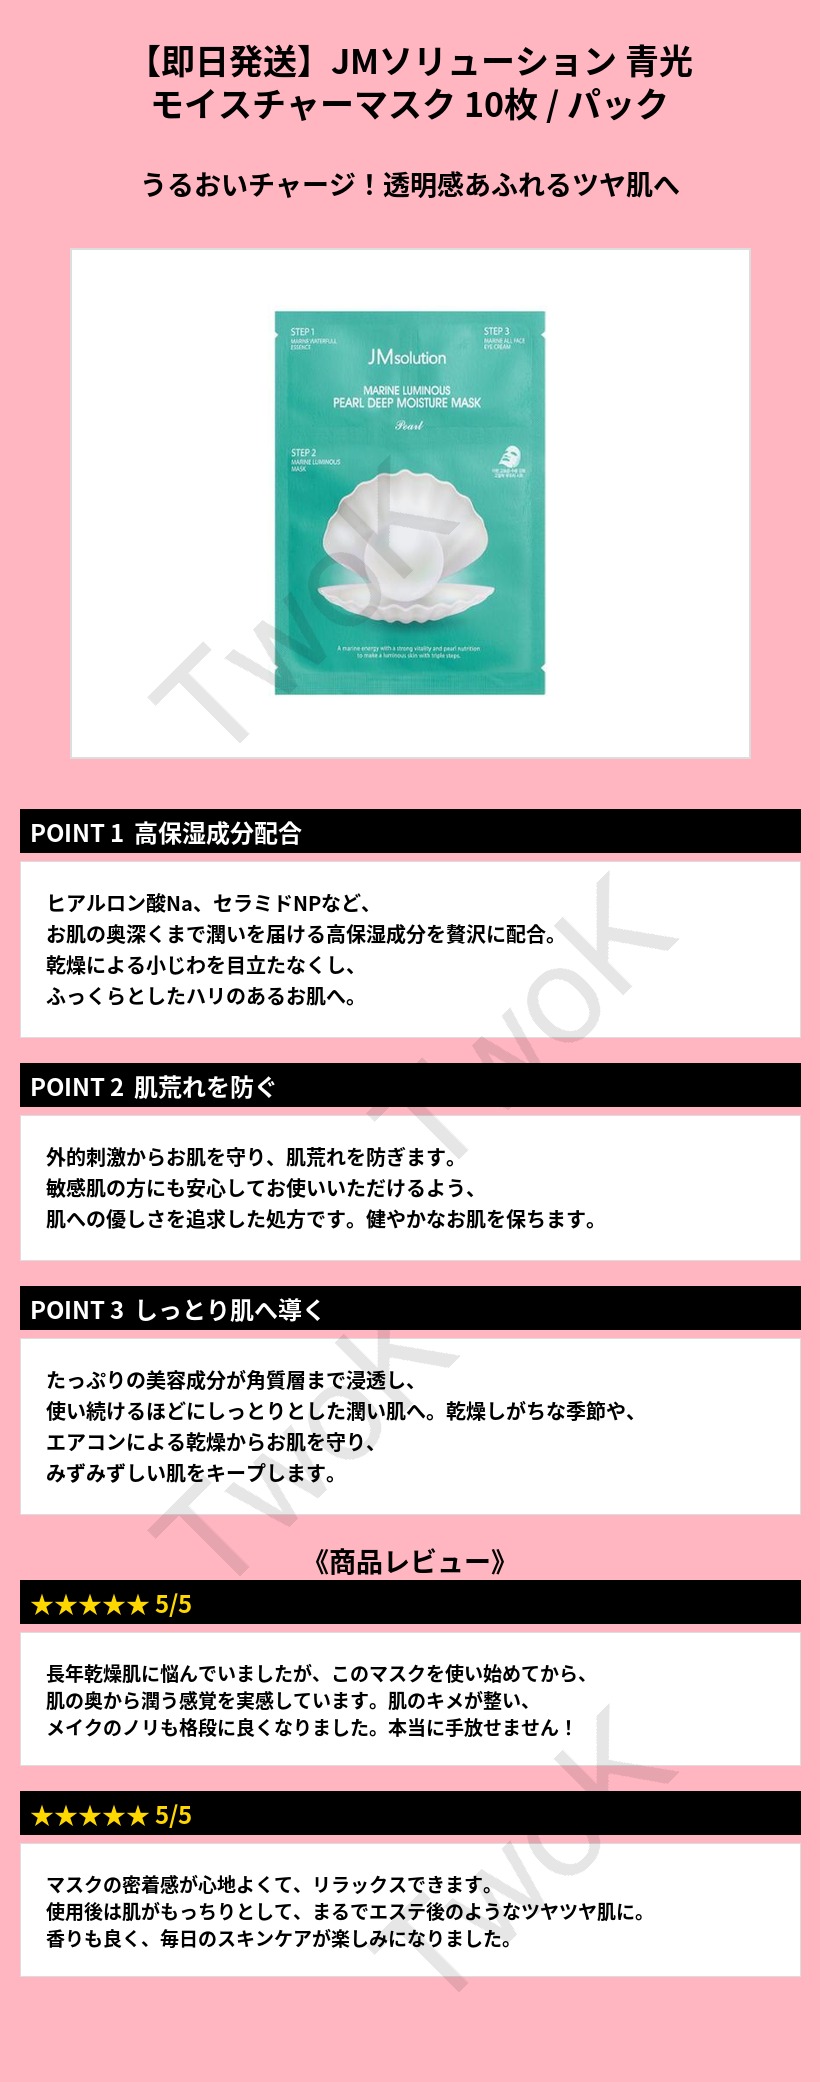 【即日発送】JMソリューション 青光
モイスチャーマスク 10枚 / パック
うるおいチャージ！透明感あふれるツヤ肌へ
STEP 1
MARINE WATERFULL
ESSENCE
STEP 3
MARINE ALL FACE
EYE CREAM
JMsolution
MARINE LUMINOUS
PEARL DEEP MOISTURE MASK
Pearl
STEP 2
MARINE LUMINOUS
MASK
A marine energy with a strong vitality and pearl nutrition
to make a luminous skin with triple steps.
TwoK
POINT 1 高保湿成分配合
ヒアルロン酸Na、セラミドNPなど、
お肌の奥深くまで潤いを届ける高保湿成分を贅沢に配合。
乾燥による小じわを目立たなくし、
ふっくらとしたハリのあるお肌へ。
TwoK
POINT 2 肌荒れを防ぐ
外的刺激からお肌を守り、肌荒れを防ぎます。
敏感肌の方にも安心してお使いいただけるよう、
肌への優しさを追求した処方です。健やかなお肌を保ちます。
POINT 3 しっとり肌へ導く
たっぷりの美容成分が角質層まで浸透し、
使い続けるほどにしっとりとした潤い肌へ。乾燥しがちな季節や、
エアコンによる乾燥からお肌を守り、
みずみずしい肌をキープします。
TwoK
《商品レビュー》
★★★★★ 5/5
長年乾燥肌に悩んでいましたが、このマスクを使い始めてから、
肌の奥から潤う感覚を実感しています。肌のキメが整い、
メイクのノリも格段に良くなりました。本当に手放せません！
★★★★★ 5/5
マスクの密着感が心地よくて、リラックスできます。
使用後は肌がもっちりとして、まるでエステ後のようなツヤツヤ肌に。
香りも良く、毎日のスキンケアが楽しみになりました。
TwoK